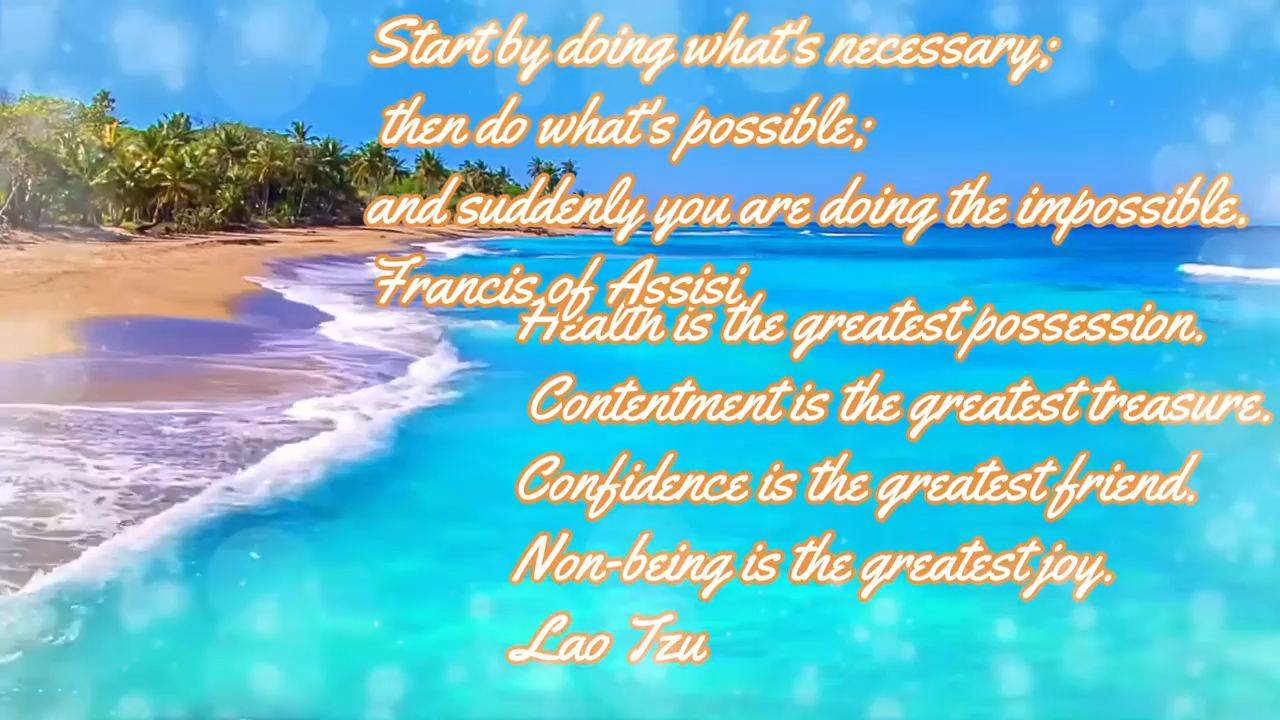 Start by doing what's necessary;
then do what's possible;
and suddenly you are doing the impossible.
Francis of Assisi
Health is the greatest possession.
Contentment is the greatest treasure.
Confidence is the greatest friend.
Non-being is the greatest joy.
Lao Tzu